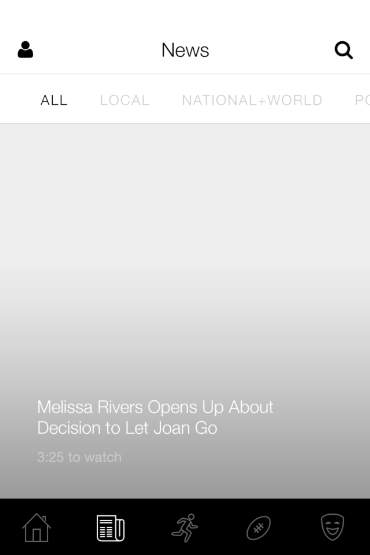 News
ALL LOCAL NATIONAL+WORLD
Melissa Rivers Opens Up About
Decision to Let Joan Go
3:25 to watch